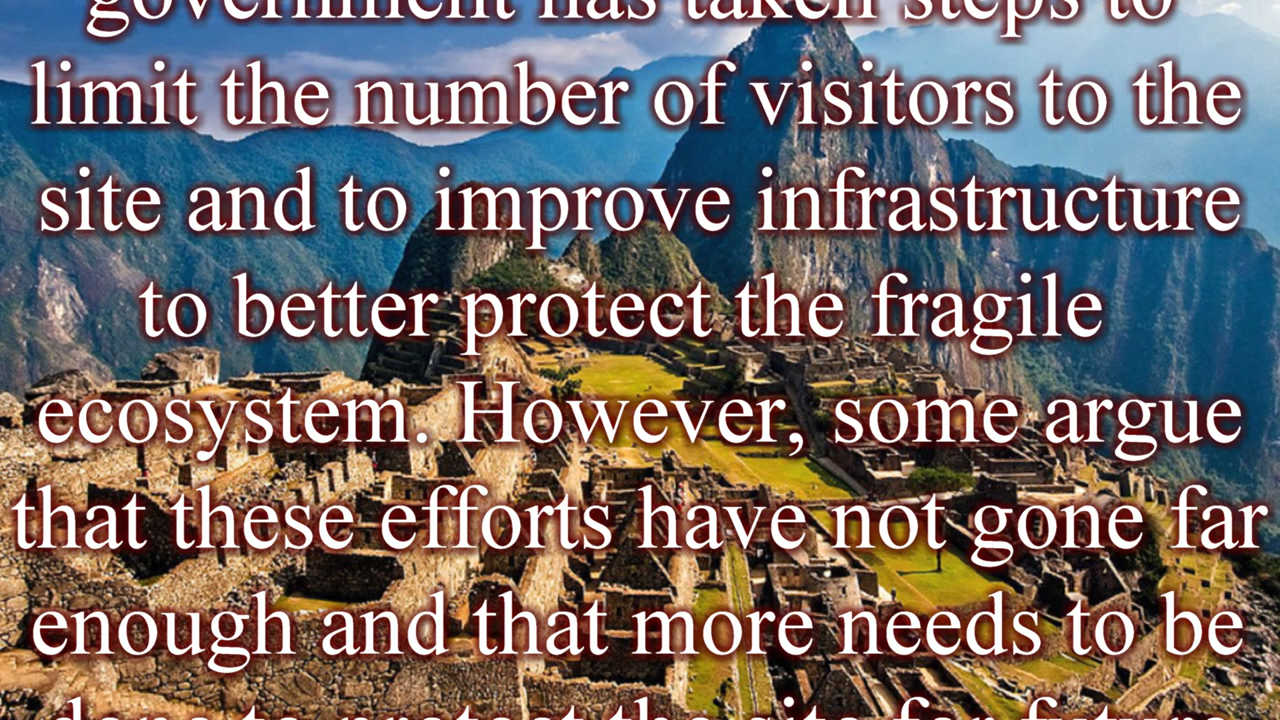 government has taken steps to
limit the number of visitors to the
site and to improve infrastructure
to better protect the fragile
ecosystem. However, some argue
that these efforts have not gone far
enough and that more needs to be
done to protect the site for future